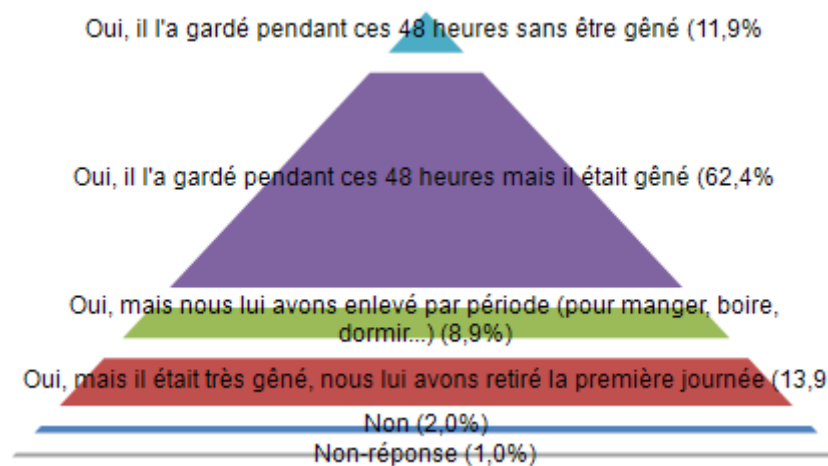 Oui, il l'a gardé pendant ces 48 heures sans être gêné (11,9%
Oui, il l'a gardé pendant ces 48 heures mais il était gêné (62,4%
Oui, mais nous lui avons enlevé par période (pour manger, boire,
dormir...) (8,9%)
Oui, mais il était très gêné, nous lui avons retiré la première journée (13,9
Non (2,0%)
Non-réponse (1,0%)